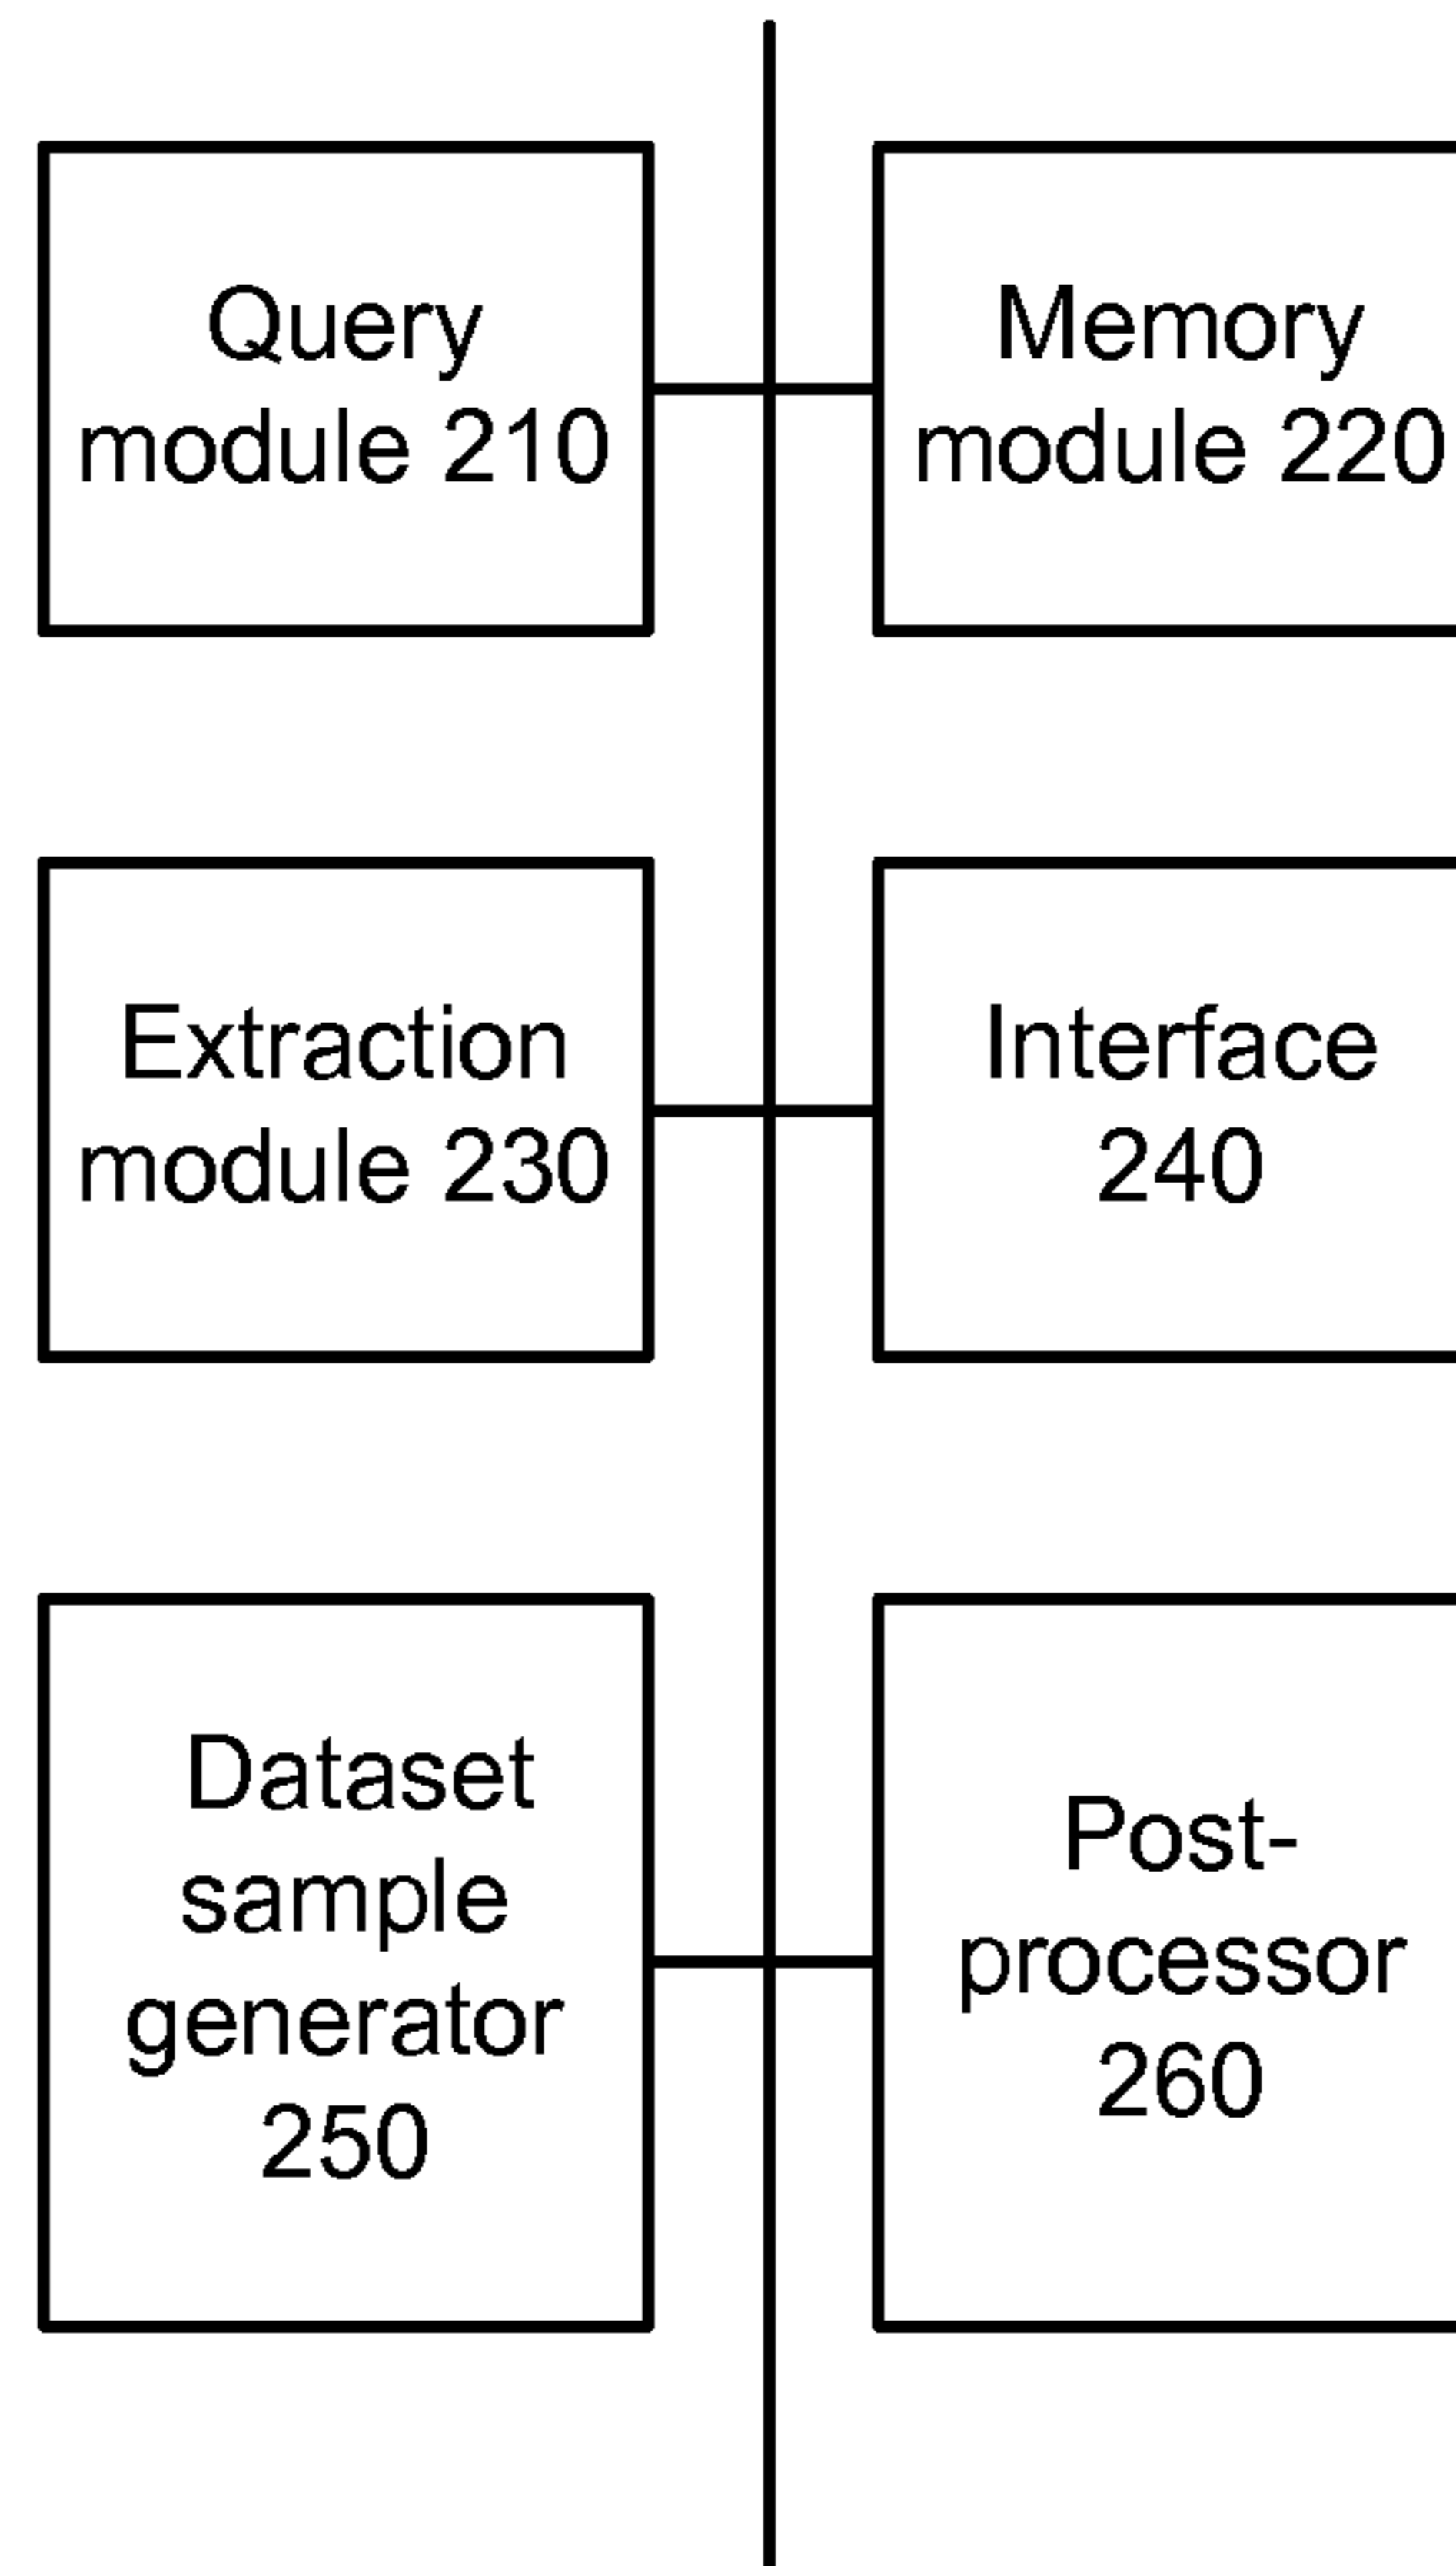 Query
module 210
Memory
module 220
Extraction
module 230
Interface
240
Dataset
sample
generator
250
Post-
processor
260